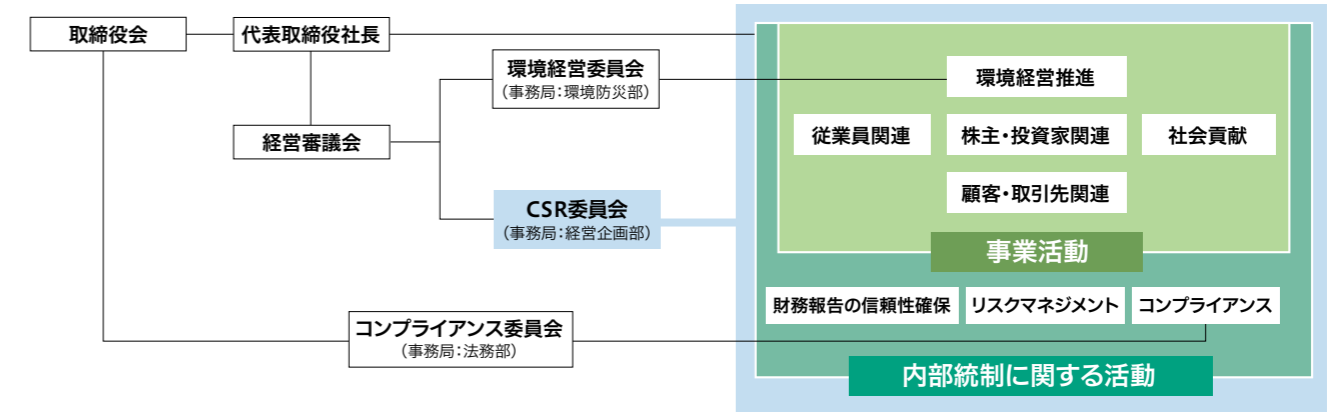 取締役会
代表取締役社長
経営審議会
環境経営委員会
（事務局：環境防災部）
CSR委員会
（事務局：経営企画部）
コンプライアンス委員会
（事務局：法務部）
環境経営推進
従業員関連
株主・投資家関連
社会貢献
顧客・取引先関連
事業活動
財務報告の信頼性確保
リスクマネジメント
コンプライアンス
内部統制に関する活動